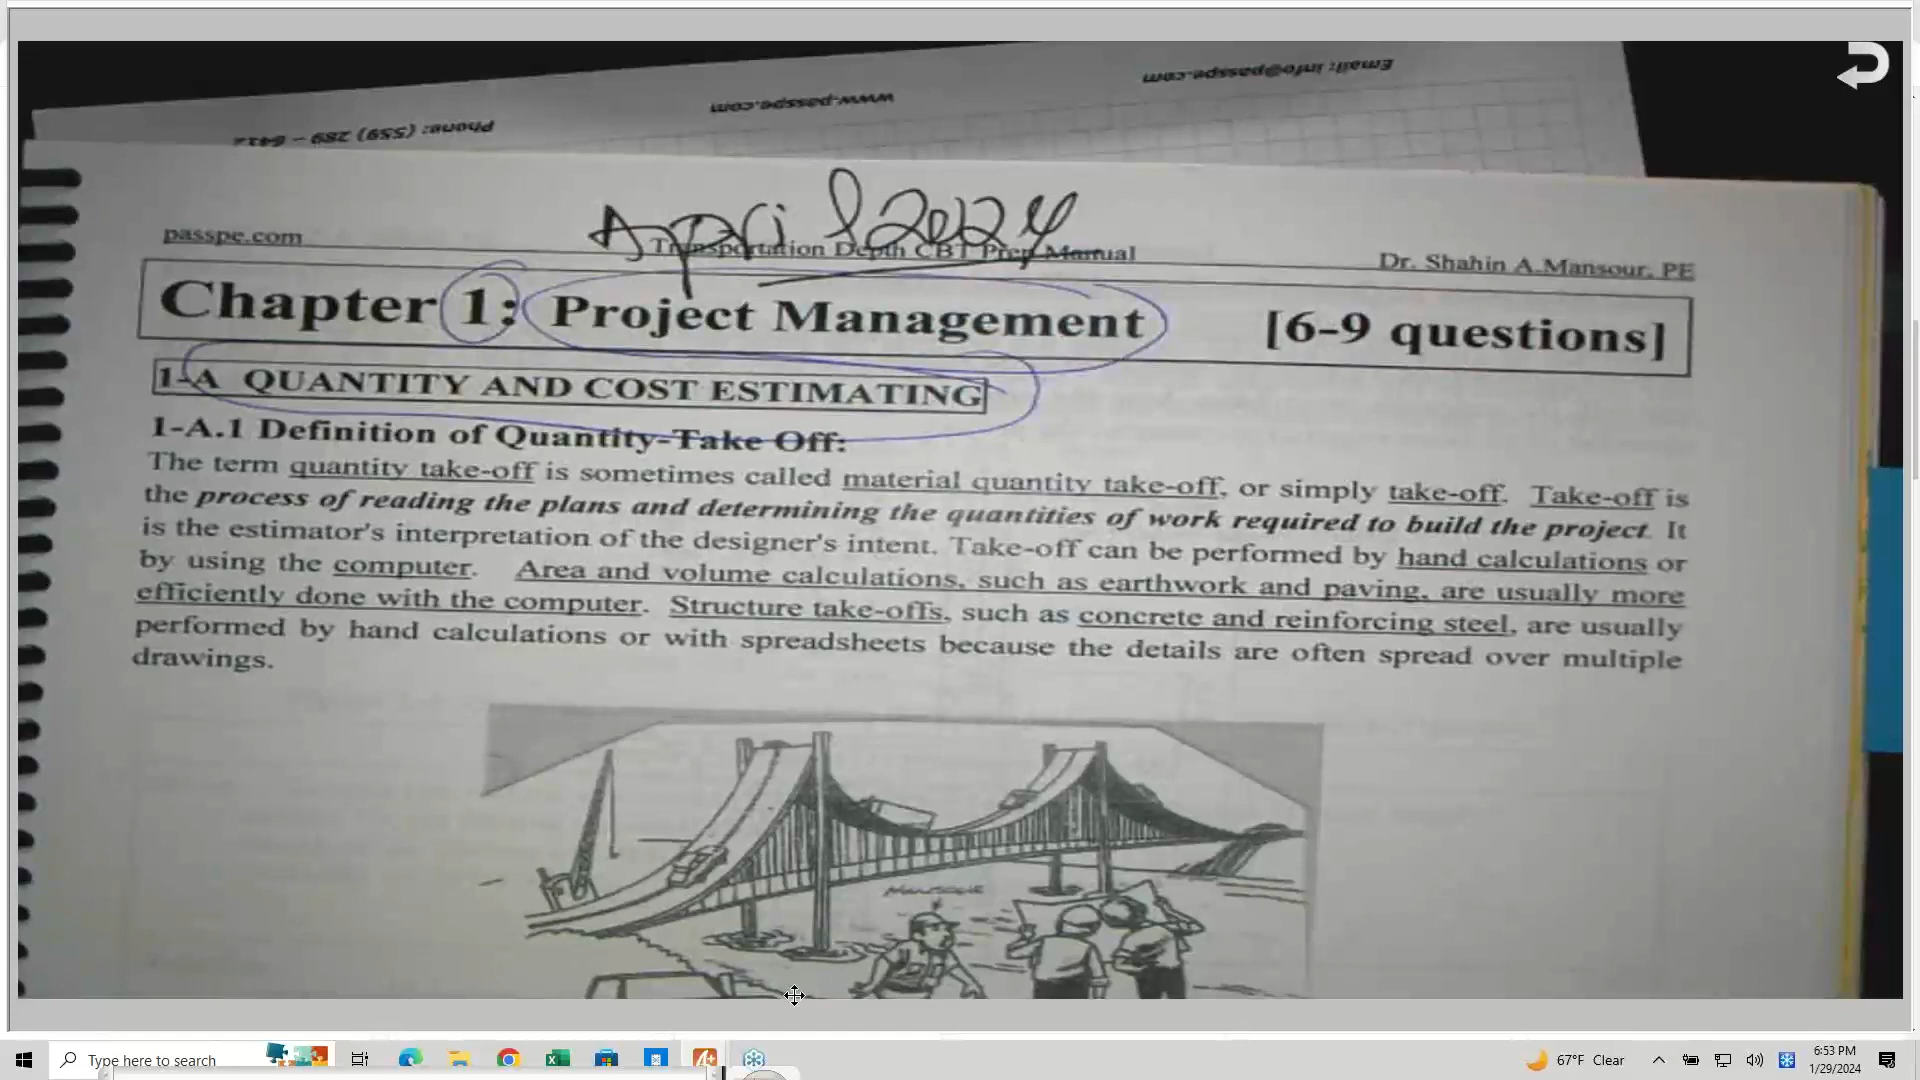 Email: info@passpe.com
www.passpe.com
Phone: (559) 289 -
April 2024
passpe.com Transportation Depth CBT Prep Manual Dr. Shahin A.Mansour, PE
Chapter 1: Project Management [6-9 questions]
1-A QUANTITY AND COST ESTIMATING
1-A.1 Definition of Quantity-Take Off:
The term quantity take-off is sometimes called material quantity take-off, or simply take-off. Take-off is
the process of reading the plans and determining the quantities of work required to build the project. It
is the estimator's interpretation of the designer's intent. Take-off can be performed by hand calculations or
by using the computer. Area and volume calculations, such as earthwork and paving, are usually more
efficiently done with the computer. Structure take-offs, such as concrete and reinforcing steel, are usually
performed by hand calculations or with spreadsheets because the details are often spread over multiple
drawings.
Type here to search
67°F Clear
6:53 PM
1/29/2024